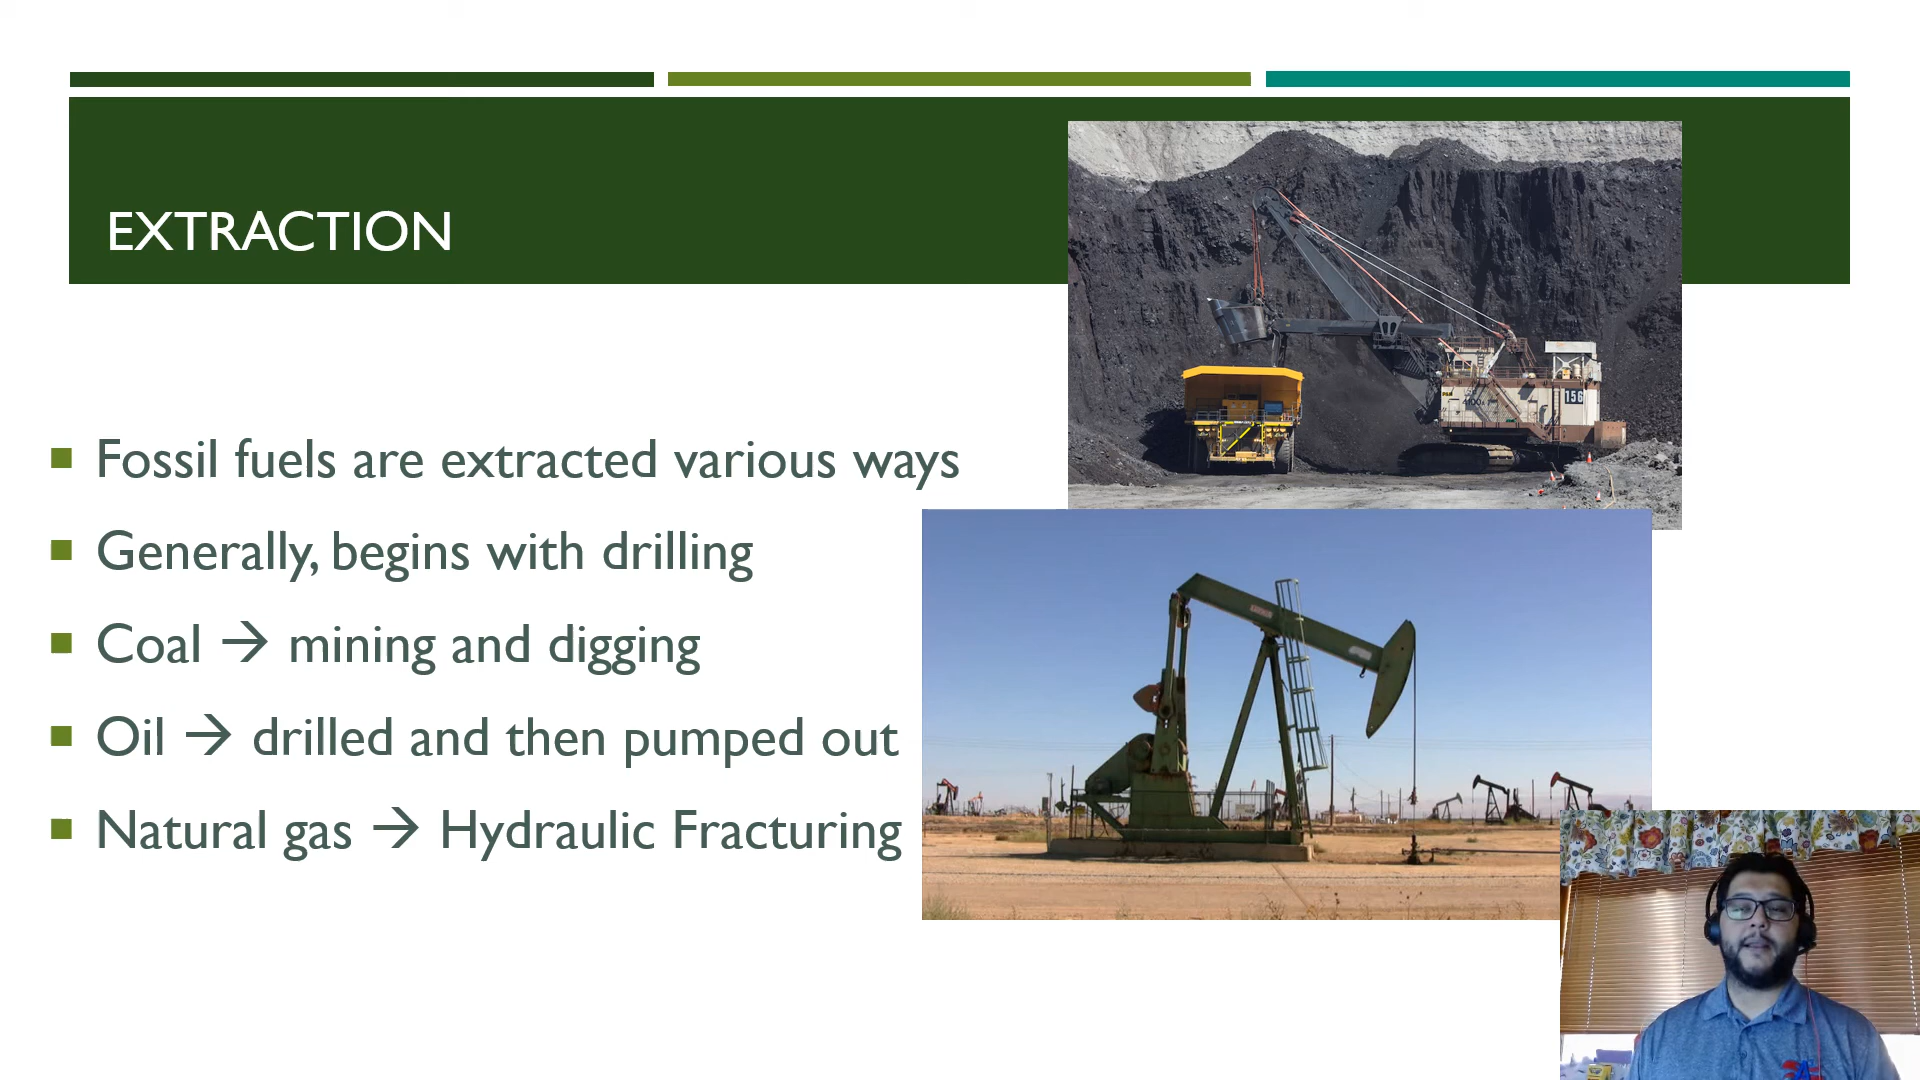 EXTRACTION
156
Fossil fuels are extracted various ways
Generally, begins with drilling
Coal → mining and digging
Oil → drilled and then pumped out
Natural gas → Hydraulic Fracturing